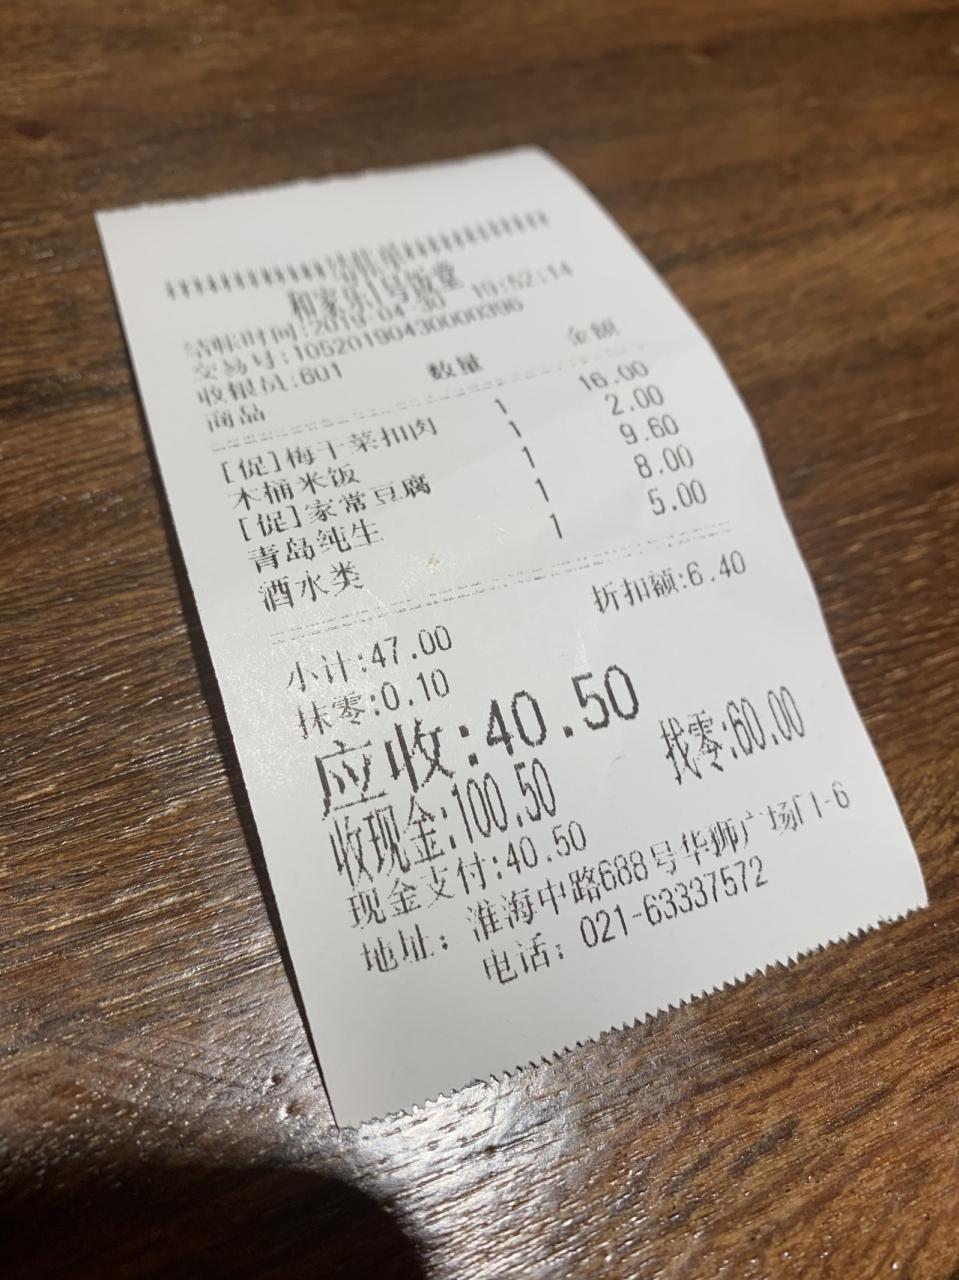 ************结帐单************
和家乐1号饭堂
结帐时间:2019-04-30 19:52:14
交易号:10520190430000396
收银员:601
商品 数量 金额
[促]梅干菜扣肉 1 16.00
木桶米饭 1 2.00
[促]家常豆腐 1 9.60
青岛纯生 1 8.00
酒水类 1 5.00
小计:47.00 折扣额:6.40
抹零:0.10
应收:40.50
收现金:100.50 找零:60.00
现金支付:40.50
地址: 淮海中路688号华狮广场F1-6
电话: 021-63337572